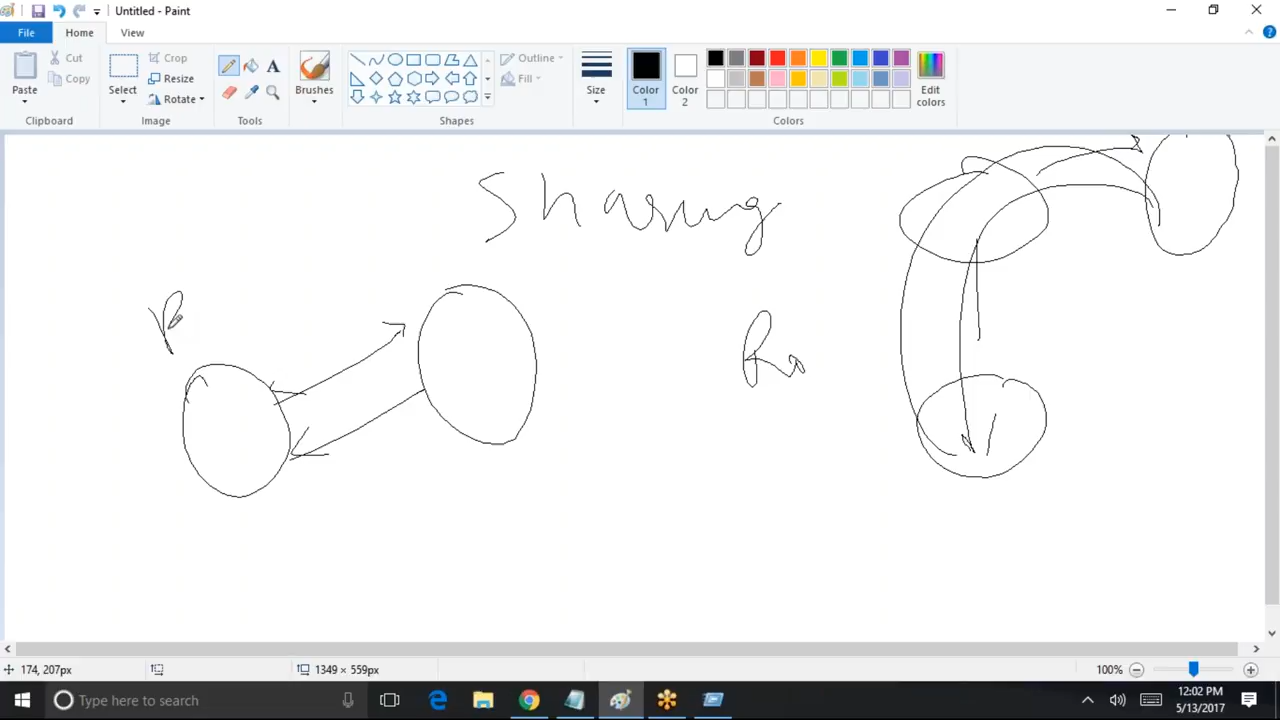 Untitled - Paint
File
Home
View
Paste
Cut
Copy
Clipboard
Select
Crop
Resize
Rotate
Image
A
Tools
Brushes
Shapes
Outline
Fill
Size
Color 1
Color 2
Edit colors
Colors
Sharing
174, 207px
1349 × 559px
100%
Type here to search
12:02 PM
5/13/2017